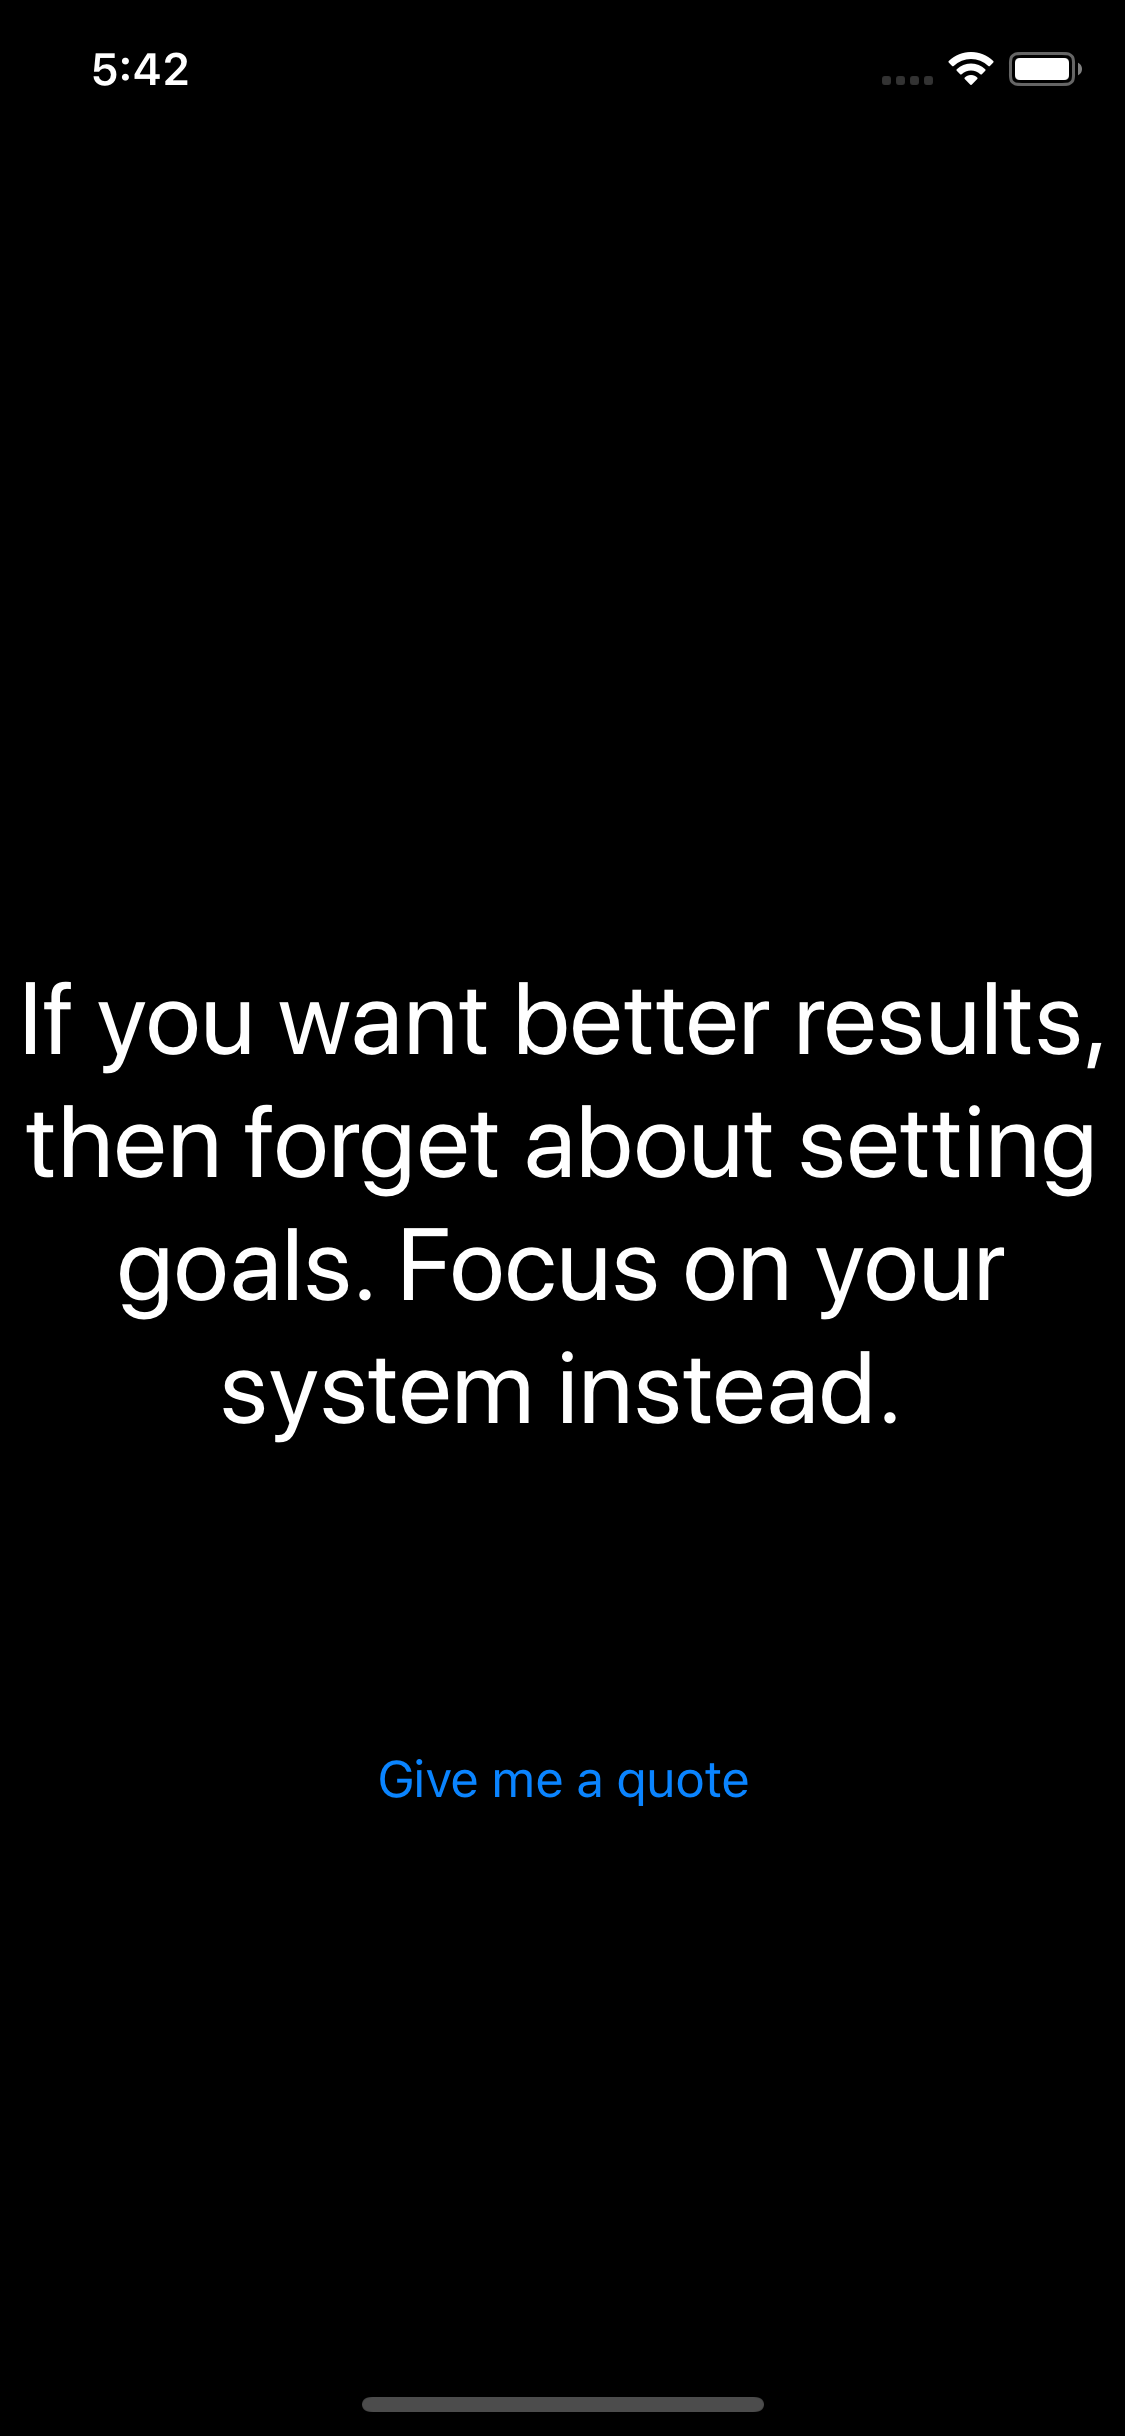 5:42
If you want better results,
then forget about setting
goals. Focus on your
system instead.
Give me a quote